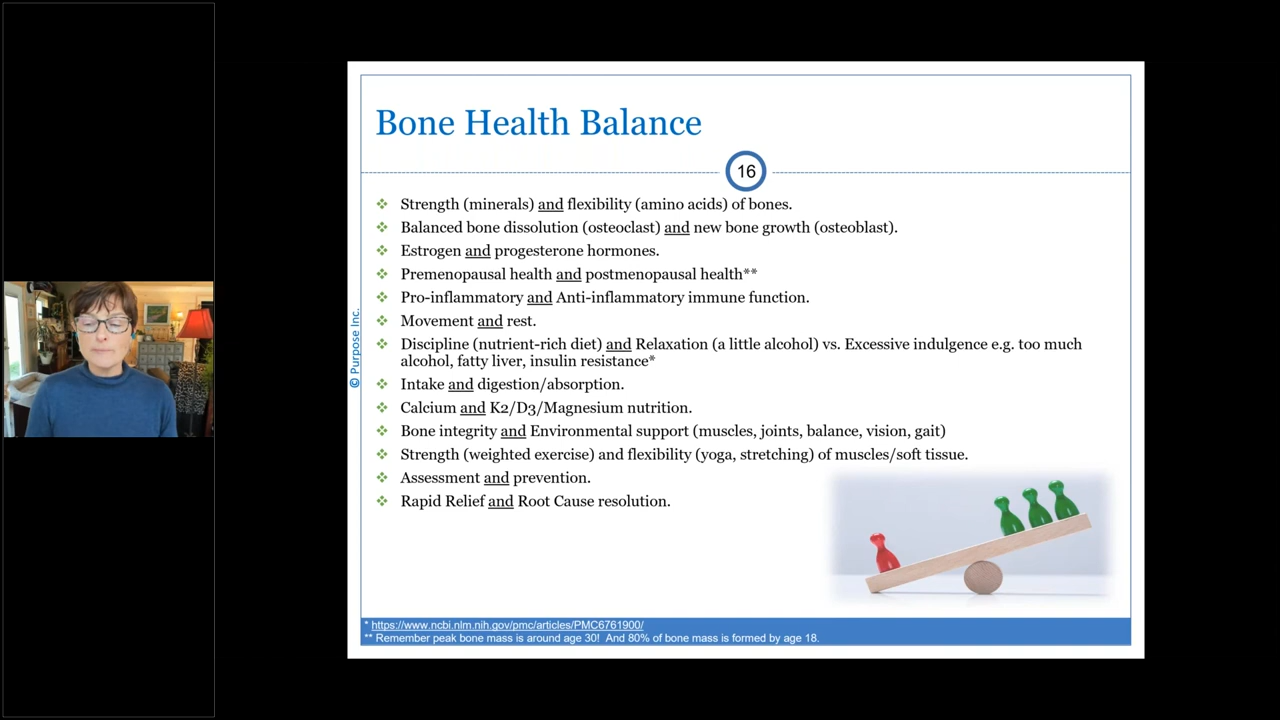 Bone Health Balance
16
❖ Strength (minerals) and flexibility (amino acids) of bones.
❖ Balanced bone dissolution (osteoclast) and new bone growth (osteoblast).
❖ Estrogen and progesterone hormones.
❖ Premenopausal health and postmenopausal health**
❖ Pro-inflammatory and Anti-inflammatory immune function.
❖ Movement and rest.
❖ Discipline (nutrient-rich diet) and Relaxation (a little alcohol) vs. Excessive indulgence e.g. too much
alcohol, fatty liver, insulin resistance*
❖ Intake and digestion/absorption.
❖ Calcium and K2/D3/Magnesium nutrition.
❖ Bone integrity and Environmental support (muscles, joints, balance, vision, gait)
❖ Strength (weighted exercise) and flexibility (yoga, stretching) of muscles/soft tissue.
❖ Assessment and prevention.
❖ Rapid Relief and Root Cause resolution.
© Purpose Inc.
* https://www.ncbi.nlm.nih.gov/pmc/articles/PMC6761900/
** Remember peak bone mass is around age 30! And 80% of bone mass is formed by age 18.